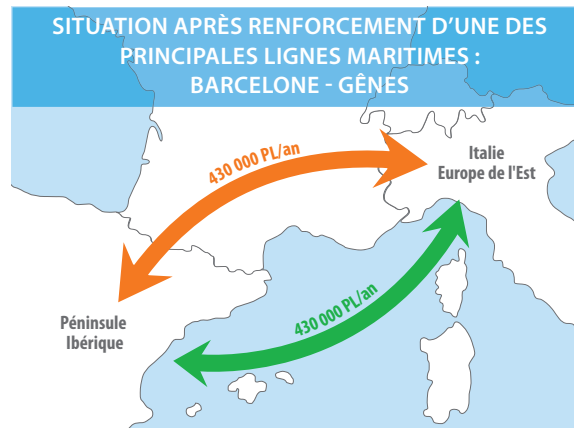 SITUATION APRÈS RENFORCEMENT D'UNE DES
PRINCIPALES LIGNES MARITIMES :
BARCELONE - GÊNES
430 000 PL/an
Italie
Europe de l'Est
Péninsule
Ibérique
430 000 PL/an